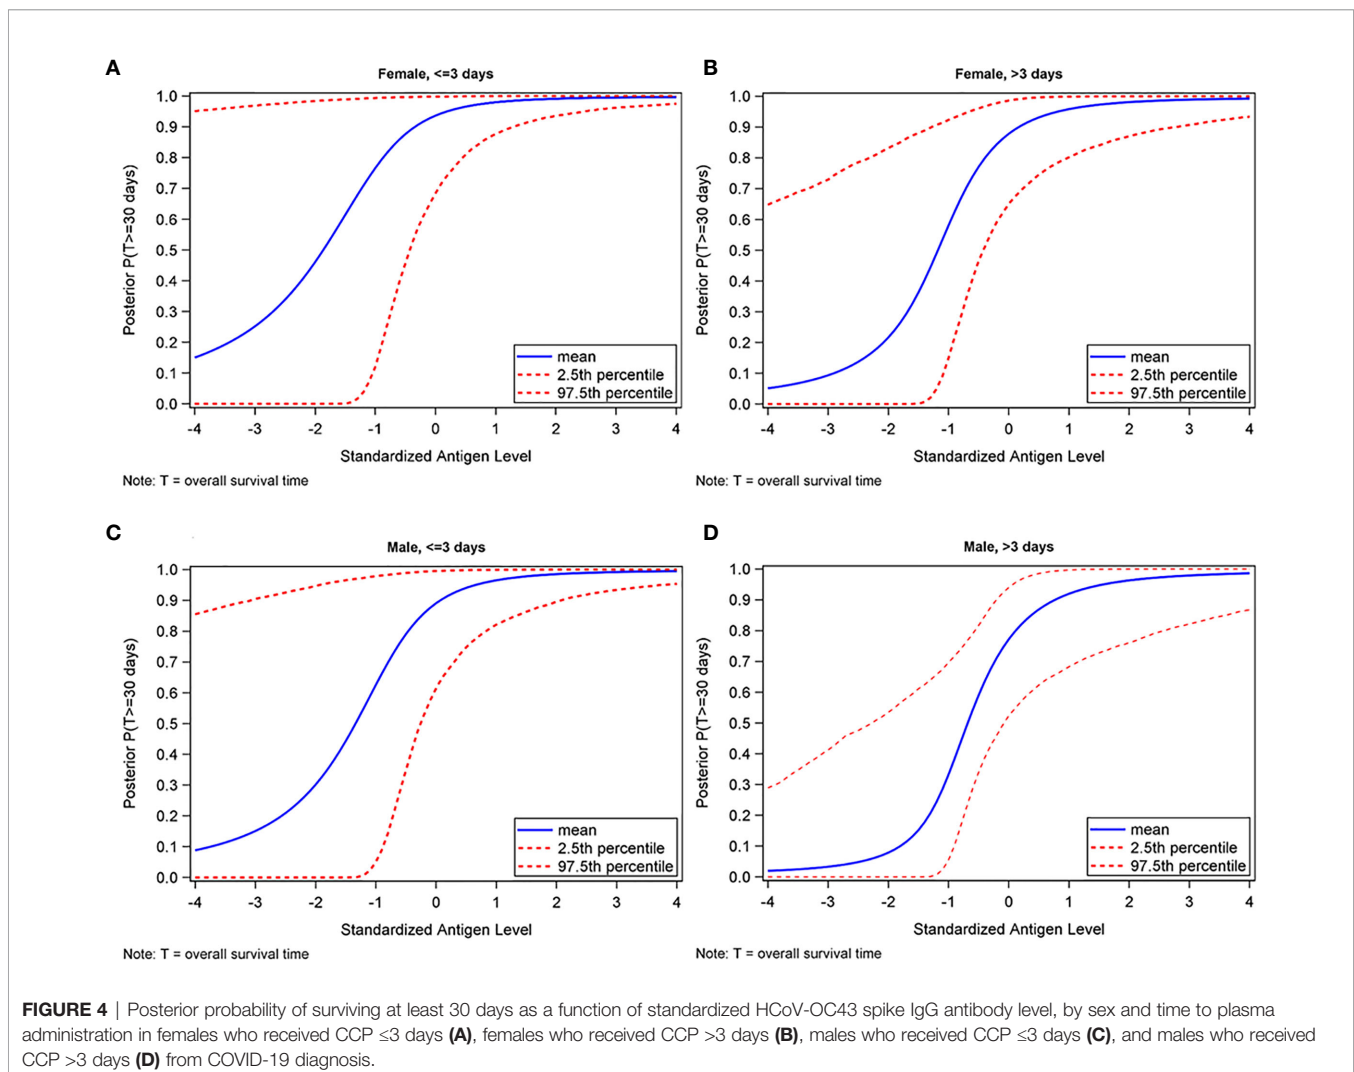 A
Female, <=3 days
Posterior P(T>=30 days)
1.0
0.9
0.8
0.7
0.6
0.5
0.4
0.3
0.2
0.1
0.0
mean
2.5th percentile
97.5th percentile
-4 -3 -2 -1 0 1 2 3 4
Standardized Antigen Level
Note: T = overall survival time
B
Female, >3 days
Posterior P(T>=30 days)
1.0
0.9
0.8
0.7
0.6
0.5
0.4
0.3
0.2
0.1
0.0
mean
2.5th percentile
97.5th percentile
-4 -3 -2 -1 0 1 2 3 4
Standardized Antigen Level
Note: T = overall survival time
C
Male, <=3 days
Posterior P(T>=30 days)
1.0
0.9
0.8
0.7
0.6
0.5
0.4
0.3
0.2
0.1
0.0
mean
2.5th percentile
97.5th percentile
-4 -3 -2 -1 0 1 2 3 4
Standardized Antigen Level
Note: T = overall survival time
D
Male, >3 days
Posterior P(T>=30 days)
1.0
0.9
0.8
0.7
0.6
0.5
0.4
0.3
0.2
0.1
0.0
mean
2.5th percentile
97.5th percentile
-4 -3 -2 -1 0 1 2 3 4
Standardized Antigen Level
Note: T = overall survival time
FIGURE 4 | Posterior probability of surviving at least 30 days as a function of standardized HCoV-OC43 spike IgG antibody level, by sex and time to plasma
administration in females who received CCP ≤3 days (A), females who received CCP >3 days (B), males who received CCP ≤3 days (C), and males who received
CCP >3 days (D) from COVID-19 diagnosis.